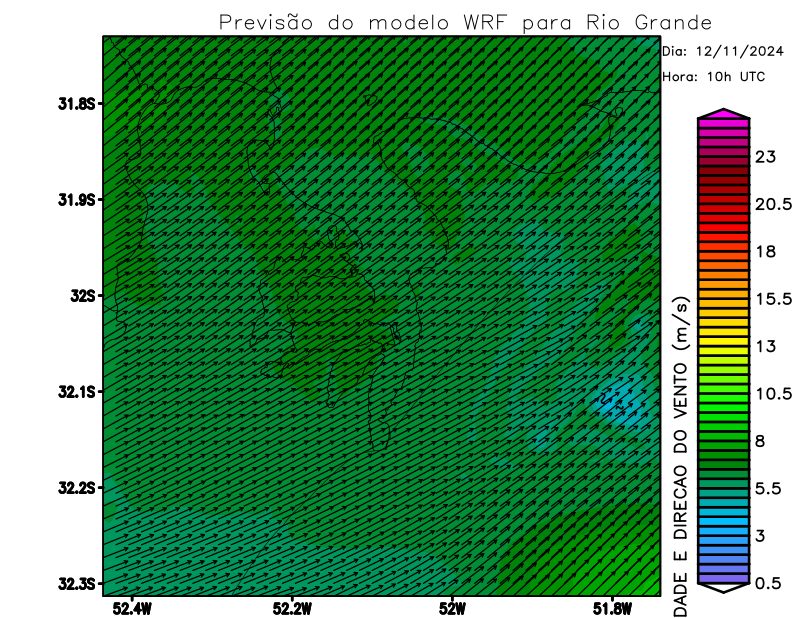 Previsão do modelo WRF para Rio Grande
Dia: 12/11/2024
Hora: 10h UTC
31.8S
31.9S
32S
32.1S
32.2S
32.3S
52.4W
52.2W
52W
51.8W
23
20.5
18
15.5
13
10.5
8
5.5
3
0.5
DADE E DIRECAO DO VENTO (m/s)